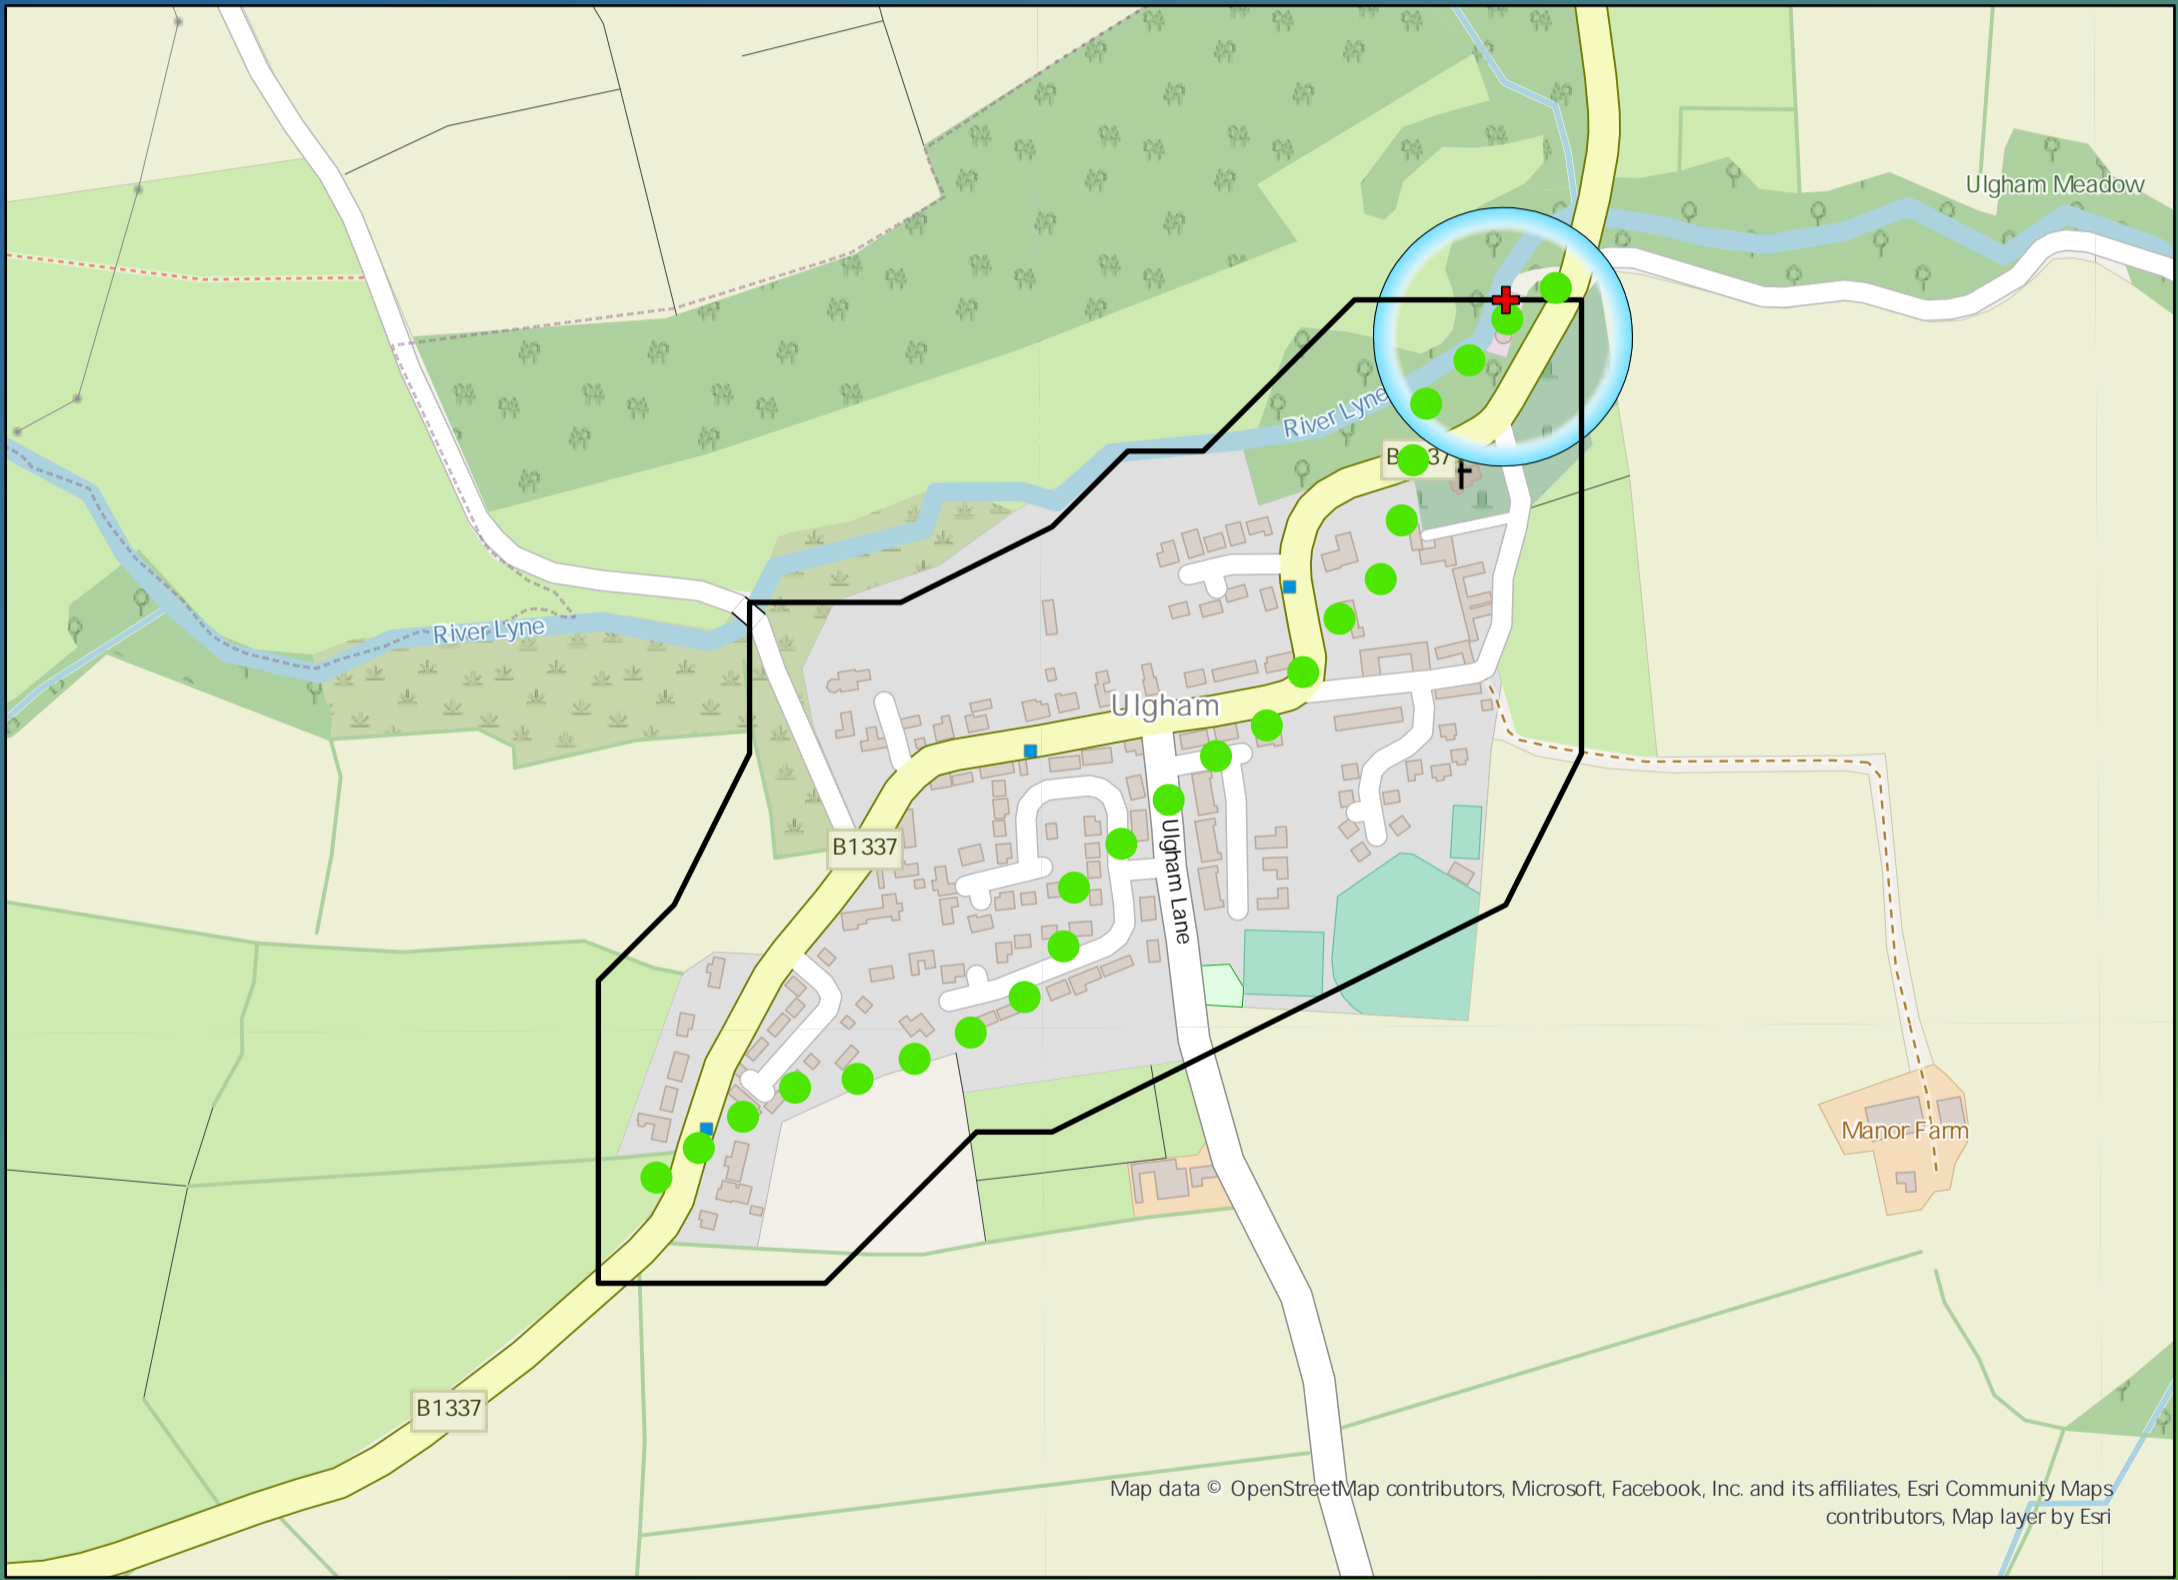 Ulgham Meadow
River Lyne
B 37
River Lyne
Ulgham
B1337
Ulgham Lane
Manor Farm
B1337
Map data © OpenStreetMap contributors, Microsoft, Facebook, Inc. and its affiliates, Esri Community Maps
contributors, Map layer by Esri